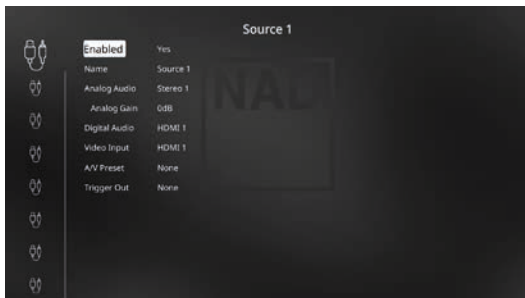 Source 1
Enabled Yes
Name Source 1
Analog Audio Stereo 1
Analog Gain 0dB
Digital Audio HDMI 1
Video Input HDMI 1
A/V Preset None
Trigger Out None
NAD